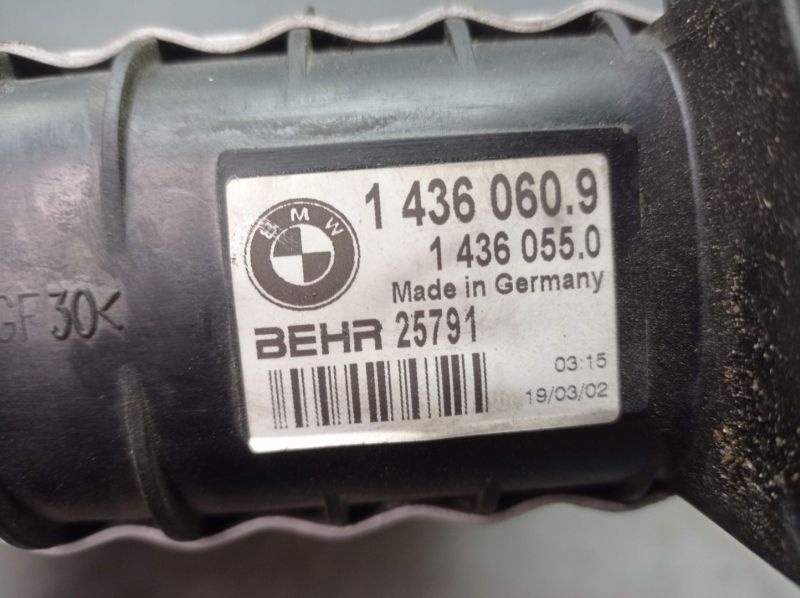 BMW
1 436 060.9
1 436 055.0
Made in Germany
BEHR 25791
03:15
19/03/02
GF30<